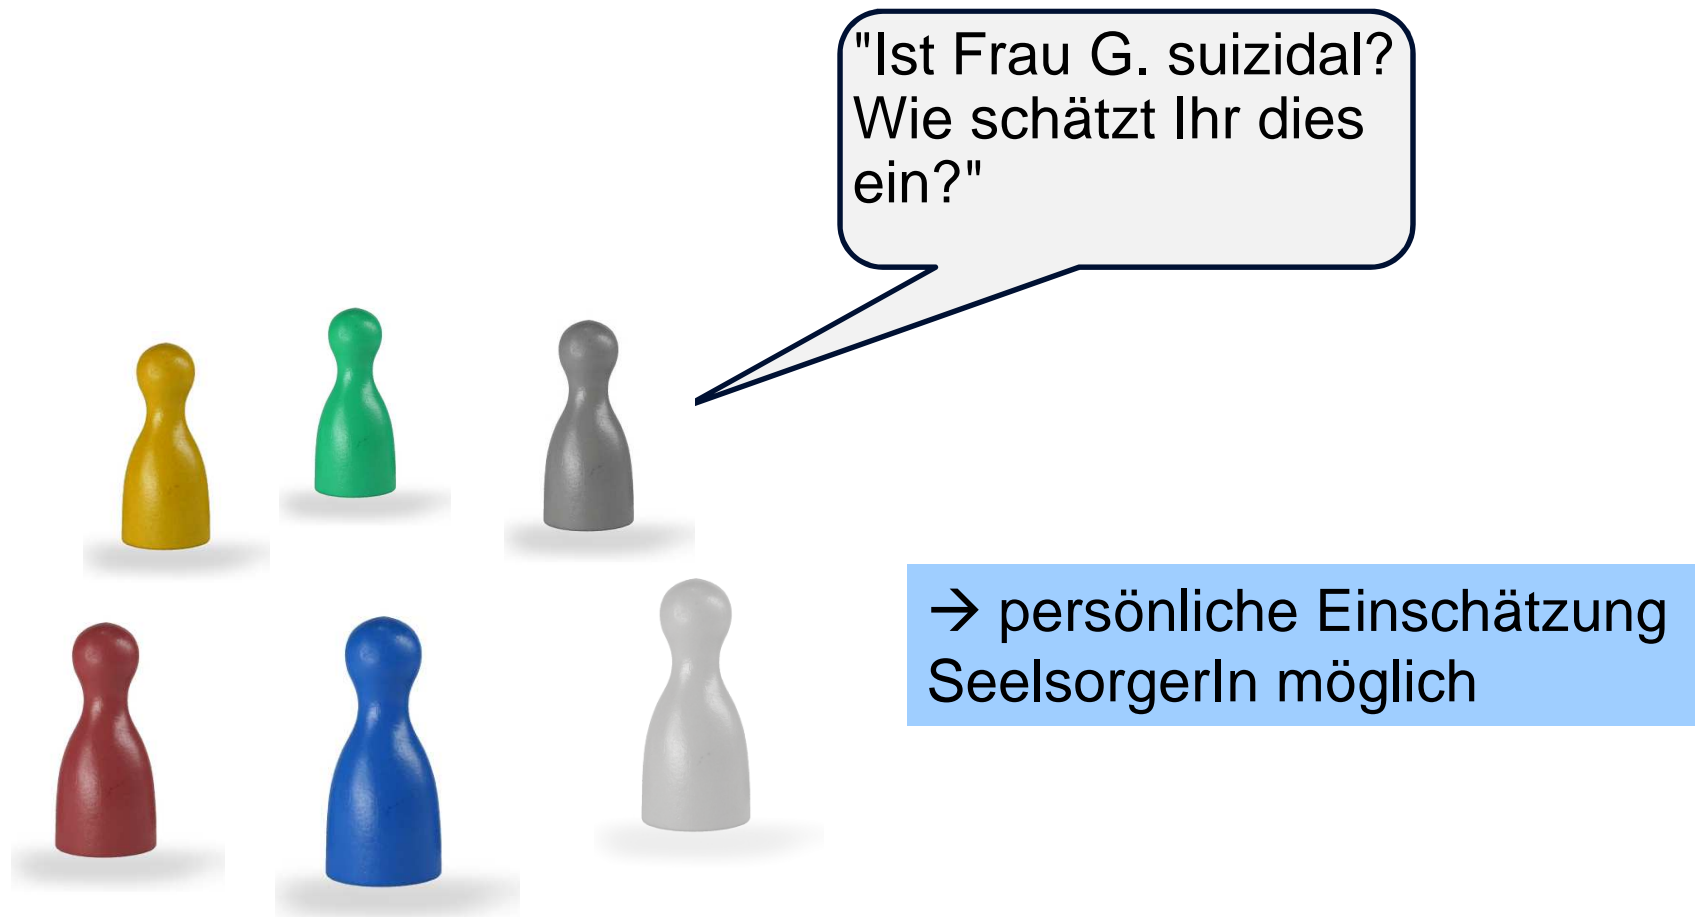 "Ist Frau G. suizidal?
Wie schätzt Ihr dies
ein?"
→ persönliche Einschätzung
SeelsorgerIn möglich